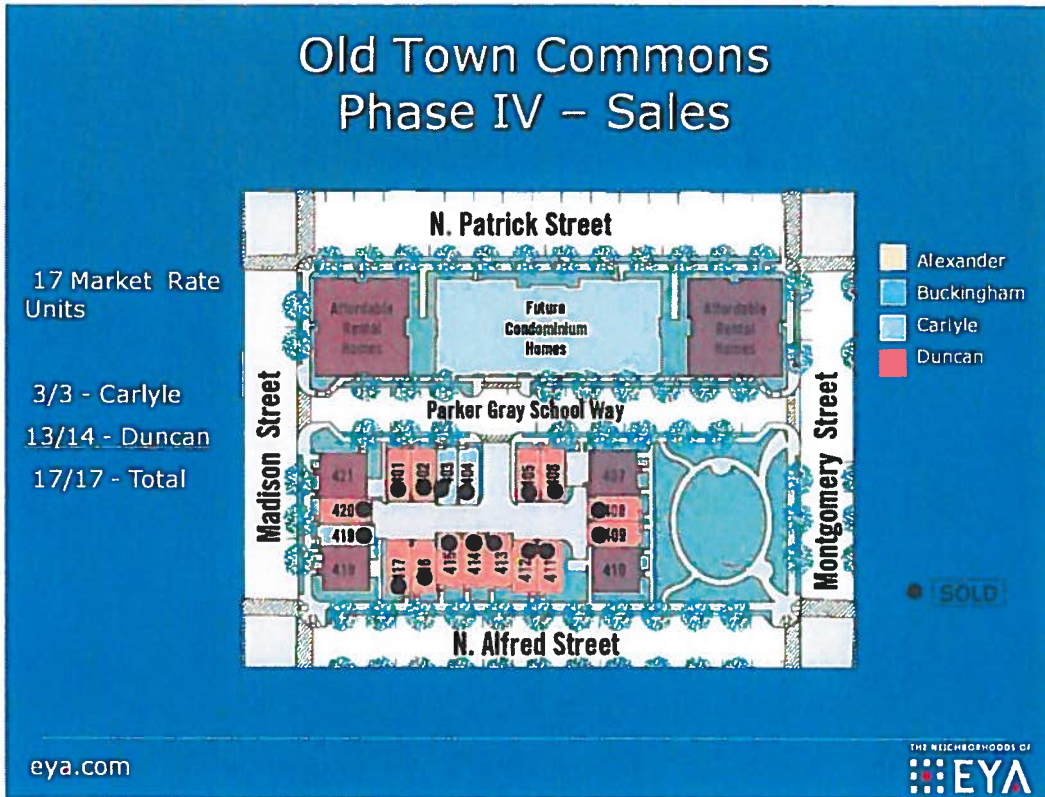 Old Town Commons
Phase IV – Sales
17 Market Rate
Units
3/3 - Carlyle
13/14 - Duncan
17/17 - Total
N. Patrick Street
Affordable
Rental
Homes
Future
Condominium
Homes
Affordable
Rental
Homes
Parker Gray School Way
Madison Street
Montgomery Street
N. Alfred Street
421
401
402
403
404
405
406
407
420
408
419
409
417
416
415
414
413
412
411
410
Alexander
Buckingham
Carlyle
Duncan
SOLD
eya.com
THE NEIGHBORHOODS OF
EYA